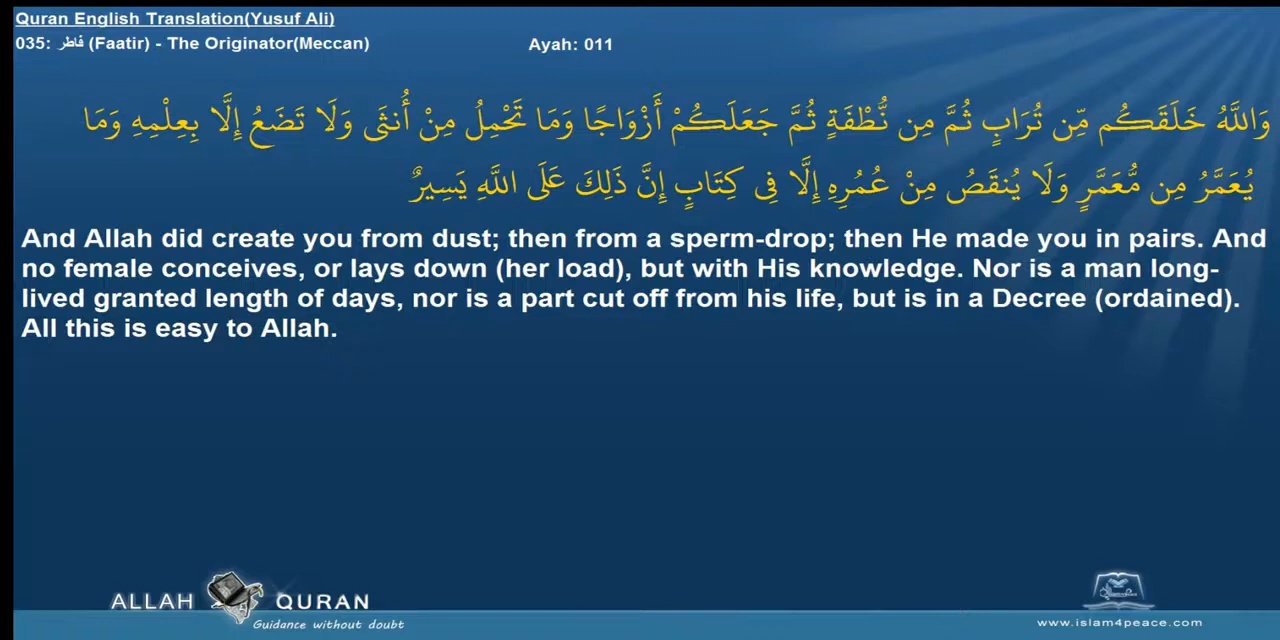 Quran English Translation(Yusuf Ali)
035: فاطر (Faatir) - The Originator(Meccan) Ayah: 011
وَاللَّهُ خَلَقَكُم مِّن تُرَابٍ ثُمَّ مِن نُّطْفَةٍ ثُمَّ جَعَلَكُمْ أَزْوَاجًا وَمَا تَحْمِلُ مِنْ أُنثَى وَلَا تَضَعُ إِلَّا بِعِلْمِهِ وَمَا
يُعَمَّرُ مِن مُّعَمَّرٍ وَلَا يُنقَصُ مِنْ عُمُرِهِ إِلَّا فِي كِتَابٍ إِنَّ ذَلِكَ عَلَى اللَّهِ يَسِيرٌ
And Allah did create you from dust; then from a sperm-drop; then He made you in pairs. And
no female conceives, or lays down (her load), but with His knowledge. Nor is a man long-
lived granted length of days, nor is a part cut off from his life, but is in a Decree (ordained).
All this is easy to Allah.
ALLAH QURAN
Guidance without doubt
www.islam4peace.com